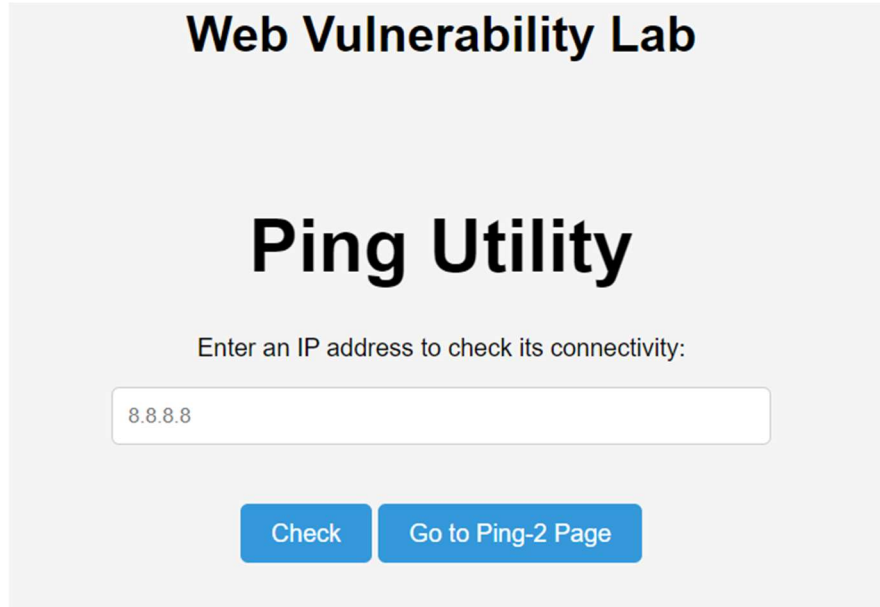 Web Vulnerability Lab
Ping Utility
Enter an IP address to check its connectivity:
8.8.8.8
Check
Go to Ping-2 Page